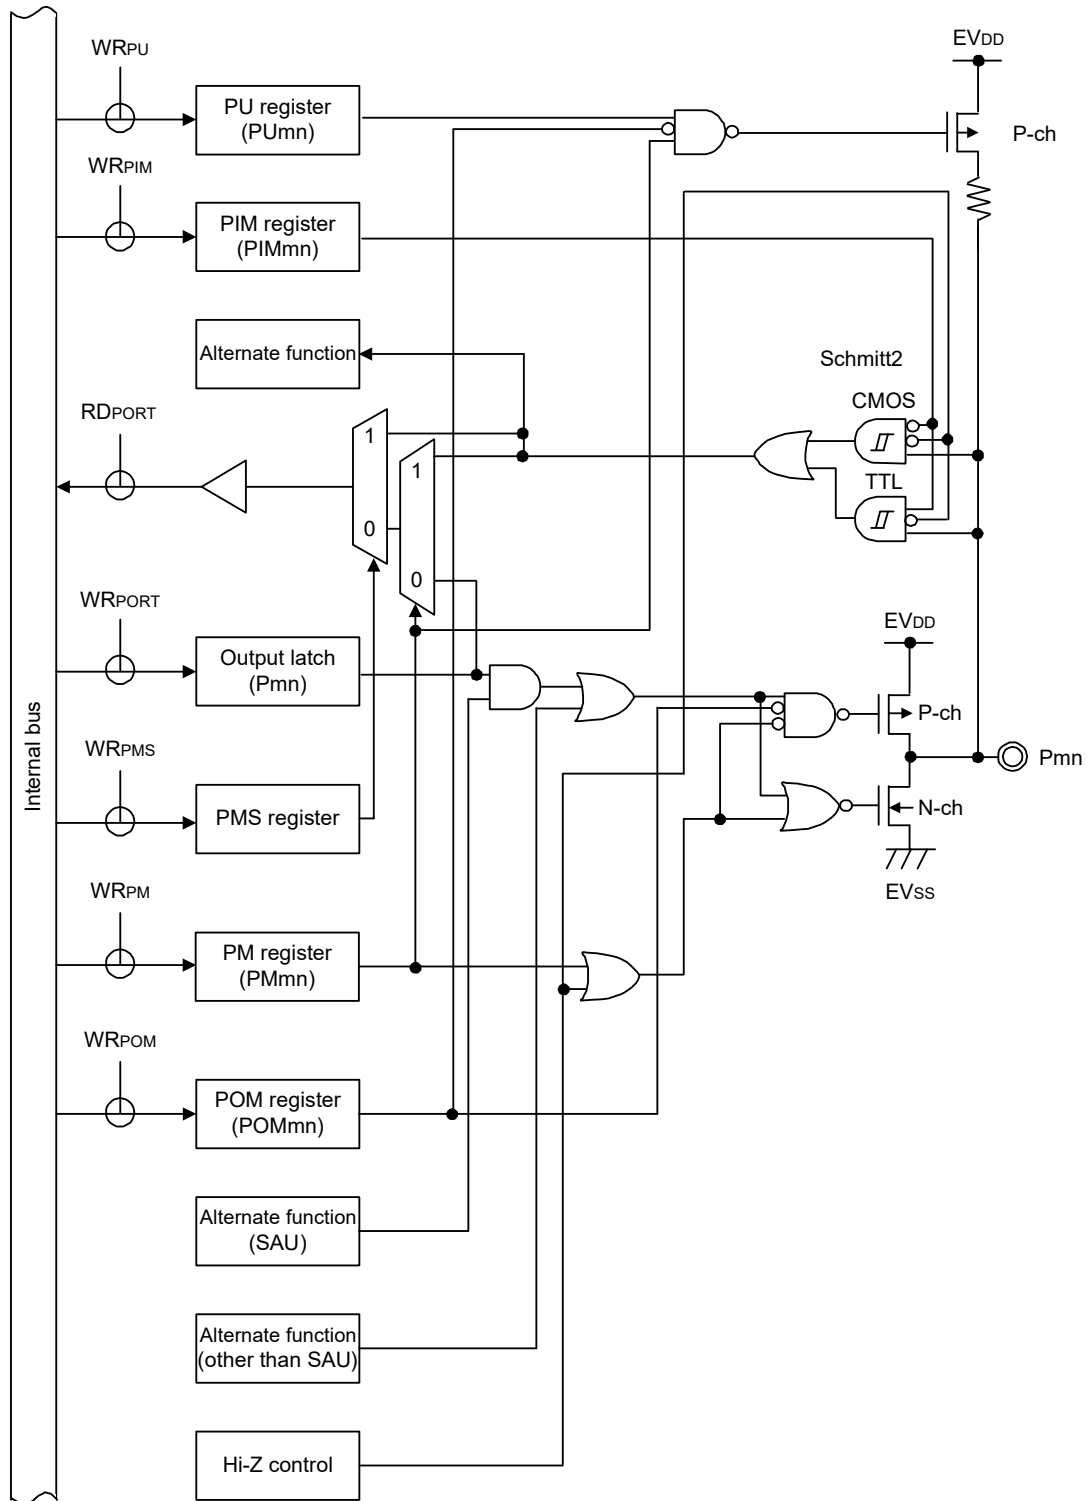 WRPU
EVDD
PU register
(PUmn)
P-ch
WRPIM
PIM register
(PIMmn)
Alternate function
Schmitt2
CMOS
RDPORT
1
1
TTL
0
0
WRPORT
EVDD
Output latch
(Pmn)
P-ch
Internal bus
WRPMS
Pmn
PMS register
N-ch
WRPM
EVSS
PM register
(PMmn)
WRPOM
POM register
(POMmn)
Alternate function
(SAU)
Alternate function
(other than SAU)
Hi-Z control